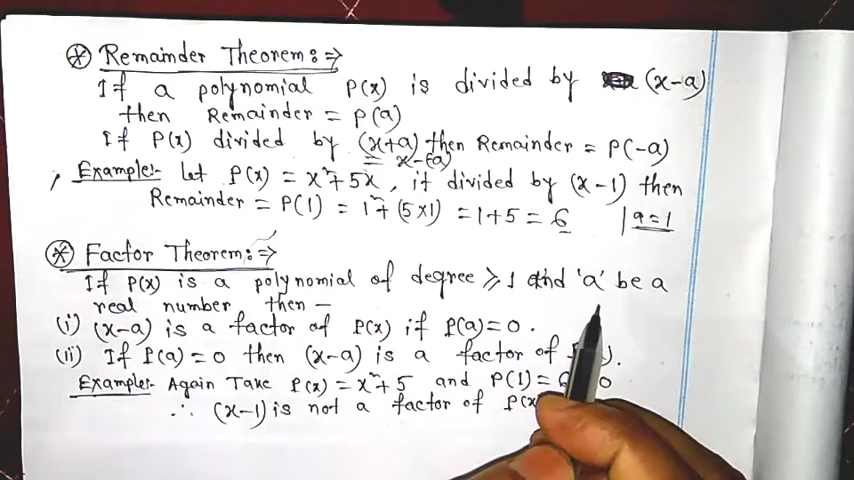 Remainder Theorem:⇒
If a polynomial P(x) is divided by (x-a)
then Remainder = P(a)
If P(x) divided by (x+a) then Remainder = P(-a)
= x-(-a)
Example:- Let P(x) = x²+5x, it divided by (x-1) then
Remainder = P(1) = 1²+(5×1) = 1+5 = 6 | a=1
Factor Theorem:⇒
If P(x) is a polynomial of degree ≥ 1 and 'a' be a
real number then —
(i) (x-a) is a factor of P(x) if P(a)=0.
(ii) If P(a)=0 then (x-a) is a factor of
Example:- Again Take P(x) = x²+5 and P(1) = 6 0
∴ (x-1) is not a factor of P(x